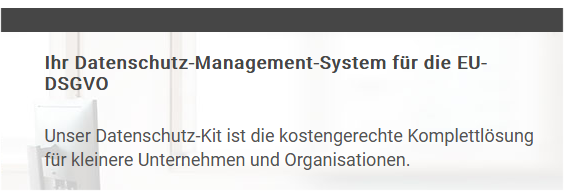 Ihr Datenschutz-Management-System für die EU-
DSGVO
Unser Datenschutz-Kit ist die kostengerechte Komplettlösung
für kleinere Unternehmen und Organisationen.